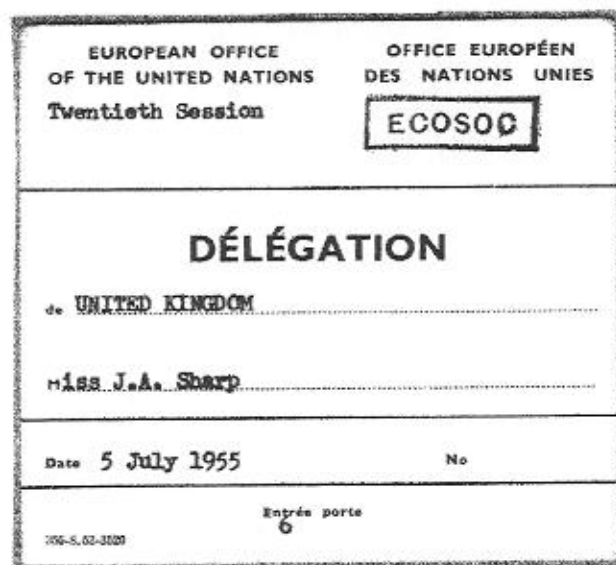 EUROPEAN OFFICE
OF THE UNITED NATIONS
Twentieth Session
OFFICE EUROPÉEN
DES NATIONS UNIES
ECOSOC
DÉLÉGATION
de UNITED KINGDOM
Miss J.A. Sharp
Date 5 July 1955 No
Entrée porte
6